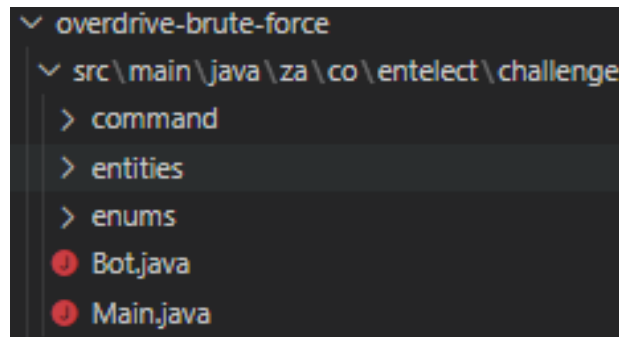 overdrive-brute-force
src\main\java\za\co\entelect\challenge
command
entities
enums
Bot.java
Main.java